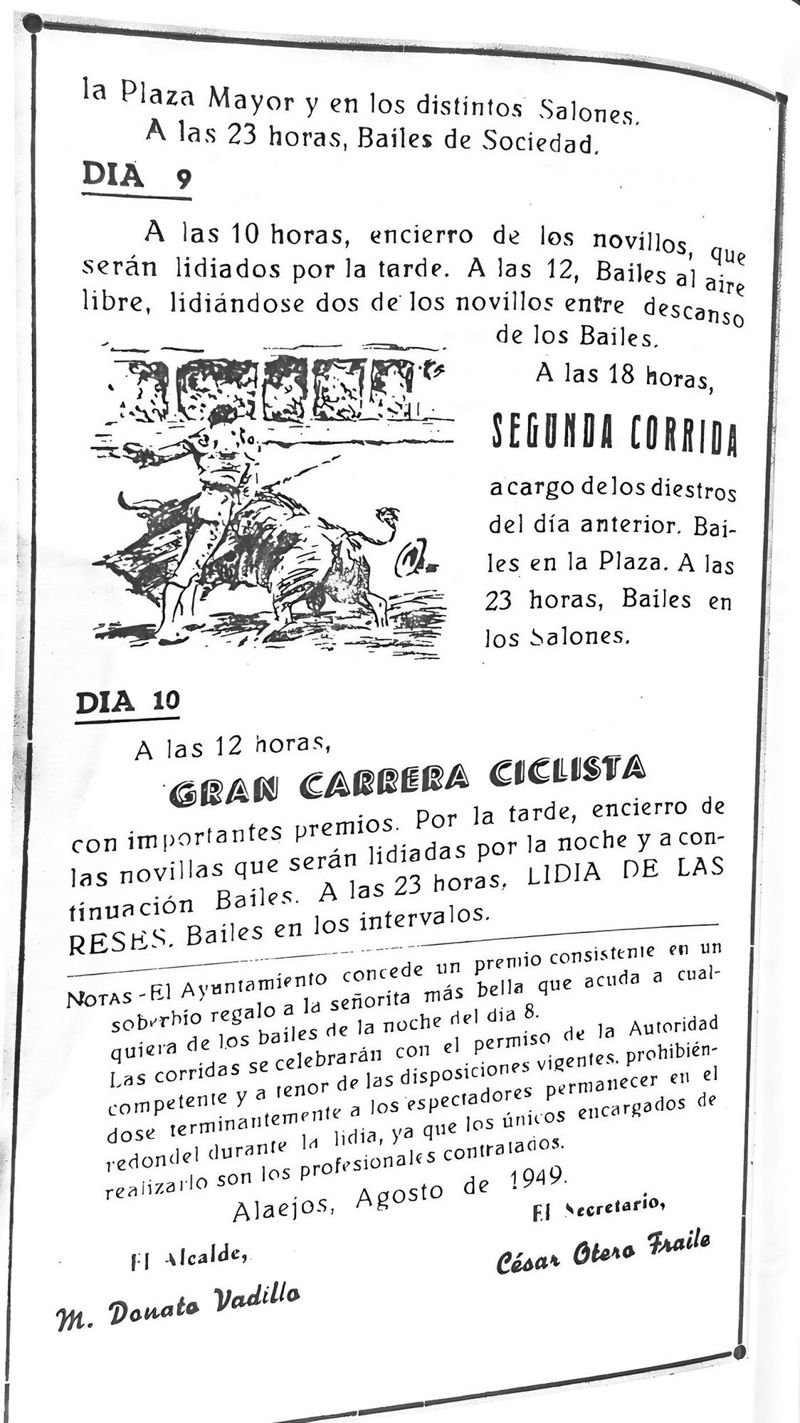 la Plaza Mayor y en los distintos Salones.
A las 23 horas, Bailes de Sociedad.
DIA 9
A las 10 horas, encierro de los novillos, que
serán lidiados por la tarde. A las 12, Bailes al aire
libre, lidiándose dos de los novillos entre descanso
de los Bailes.
A las 18 horas,
SEGUNDA CORRIDA
a cargo de los diestros
del día anterior. Bai-
les en la Plaza. A las
23 horas, Bailes en
los Salones.
DIA 10
A las 12 horas,
GRAN CARRERA CICLISTA
con importantes premios. Por la tarde, encierro de
las novillas que serán lidiadas por la noche y a con-
tinuación Bailes. A las 23 horas, LIDIA DE LAS
RESES. Bailes en los intervalos.
NOTAS - El Ayuntamiento concede un premio consistente en un
soberbio regalo a la señorita más bella que acuda a cual-
quiera de los bailes de la noche del dia 8.
Las corridas se celebrarán con el permiso de la Autoridad
competente y a tenor de las disposiciones vigentes, prohibién-
dose terminantemente a los espectadores permanecer en el
redondel durante la lidia, ya que los únicos encargados de
realizarlo son los profesionales contratados.
Alaejos, Agosto de 1949.
El Alcalde,
M. Donato Vadillo
El Secretario,
César Otero Fraile